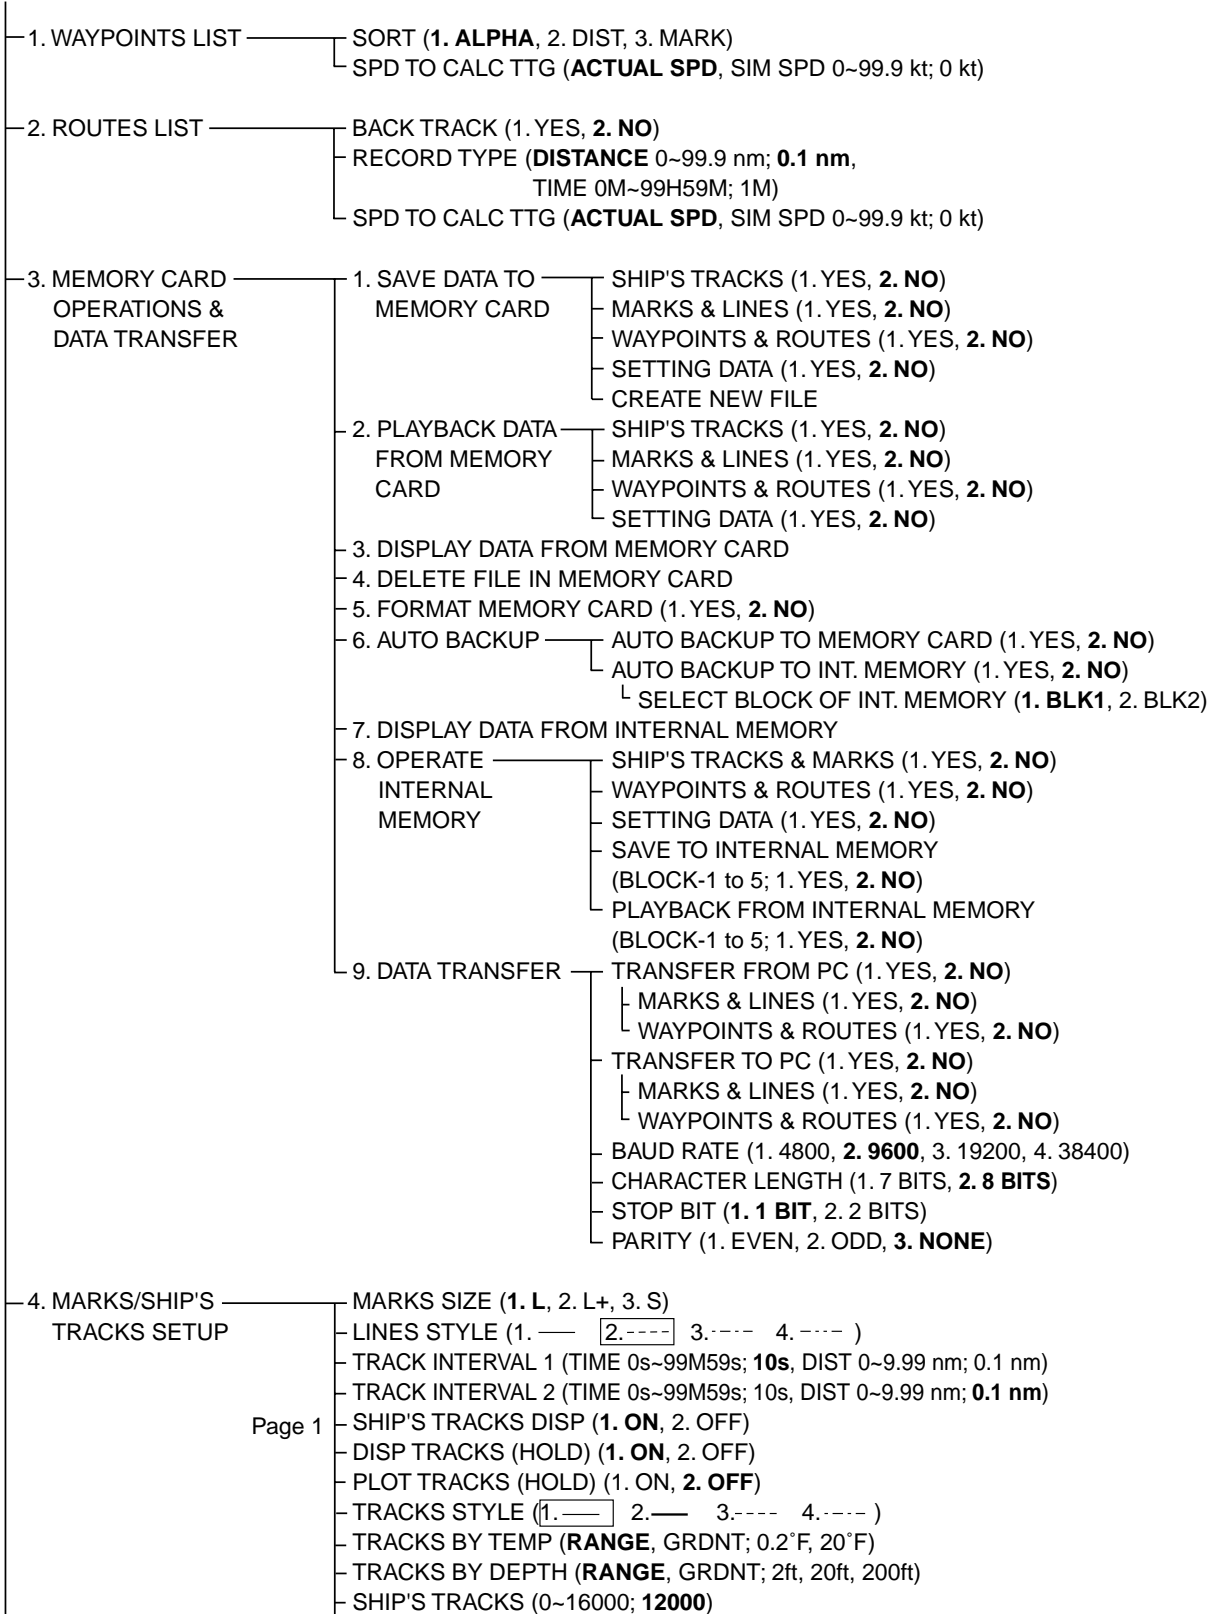 1. WAYPOINTS LIST SORT (1. ALPHA, 2. DIST, 3. MARK)
SPD TO CALC TTG (ACTUAL SPD, SIM SPD 0~99.9 kt; 0 kt)
2. ROUTES LIST BACK TRACK (1. YES, 2. NO)
RECORD TYPE (DISTANCE 0~99.9 nm; 0.1 nm,
TIME 0M~99H59M; 1M)
SPD TO CALC TTG (ACTUAL SPD, SIM SPD 0~99.9 kt; 0 kt)
3. MEMORY CARD 1. SAVE DATA TO SHIP'S TRACKS (1. YES, 2. NO)
OPERATIONS & MEMORY CARD MARKS & LINES (1. YES, 2. NO)
DATA TRANSFER WAYPOINTS & ROUTES (1. YES, 2. NO)
SETTING DATA (1. YES, 2. NO)
CREATE NEW FILE
2. PLAYBACK DATA SHIP'S TRACKS (1. YES, 2. NO)
FROM MEMORY MARKS & LINES (1. YES, 2. NO)
CARD WAYPOINTS & ROUTES (1. YES, 2. NO)
SETTING DATA (1. YES, 2. NO)
3. DISPLAY DATA FROM MEMORY CARD
4. DELETE FILE IN MEMORY CARD
5. FORMAT MEMORY CARD (1. YES, 2. NO)
6. AUTO BACKUP AUTO BACKUP TO MEMORY CARD (1. YES, 2. NO)
AUTO BACKUP TO INT. MEMORY (1. YES, 2. NO)
SELECT BLOCK OF INT. MEMORY (1. BLK1, 2. BLK2)
7. DISPLAY DATA FROM INTERNAL MEMORY
8. OPERATE SHIP'S TRACKS & MARKS (1. YES, 2. NO)
INTERNAL WAYPOINTS & ROUTES (1. YES, 2. NO)
MEMORY SETTING DATA (1. YES, 2. NO)
SAVE TO INTERNAL MEMORY
(BLOCK-1 to 5; 1. YES, 2. NO)
PLAYBACK FROM INTERNAL MEMORY
(BLOCK-1 to 5; 1. YES, 2. NO)
9. DATA TRANSFER TRANSFER FROM PC (1. YES, 2. NO)
MARKS & LINES (1. YES, 2. NO)
WAYPOINTS & ROUTES (1. YES, 2. NO)
TRANSFER TO PC (1. YES, 2. NO)
MARKS & LINES (1. YES, 2. NO)
WAYPOINTS & ROUTES (1. YES, 2. NO)
BAUD RATE (1. 4800, 2. 9600, 3. 19200, 4. 38400)
CHARACTER LENGTH (1. 7 BITS, 2. 8 BITS)
STOP BIT (1. 1 BIT, 2. 2 BITS)
PARITY (1. EVEN, 2. ODD, 3. NONE)
4. MARKS/SHIP'S MARKS SIZE (1. L, 2. L+, 3. S)
TRACKS SETUP LINES STYLE (1. —— 2.---- 3.-·-·- 4.-··-- )
TRACK INTERVAL 1 (TIME 0s~99M59s; 10s, DIST 0~9.99 nm; 0.1 nm)
TRACK INTERVAL 2 (TIME 0s~99M59s; 10s, DIST 0~9.99 nm; 0.1 nm)
Page 1 SHIP'S TRACKS DISP (1. ON, 2. OFF)
DISP TRACKS (HOLD) (1. ON, 2. OFF)
PLOT TRACKS (HOLD) (1. ON, 2. OFF)
TRACKS STYLE (1. —— 2.—— 3.---- 4.-·-·- )
TRACKS BY TEMP (RANGE, GRDNT; 0.2˚F, 20˚F)
TRACKS BY DEPTH (RANGE, GRDNT; 2ft, 20ft, 200ft)
SHIP'S TRACKS (0~16000; 12000)